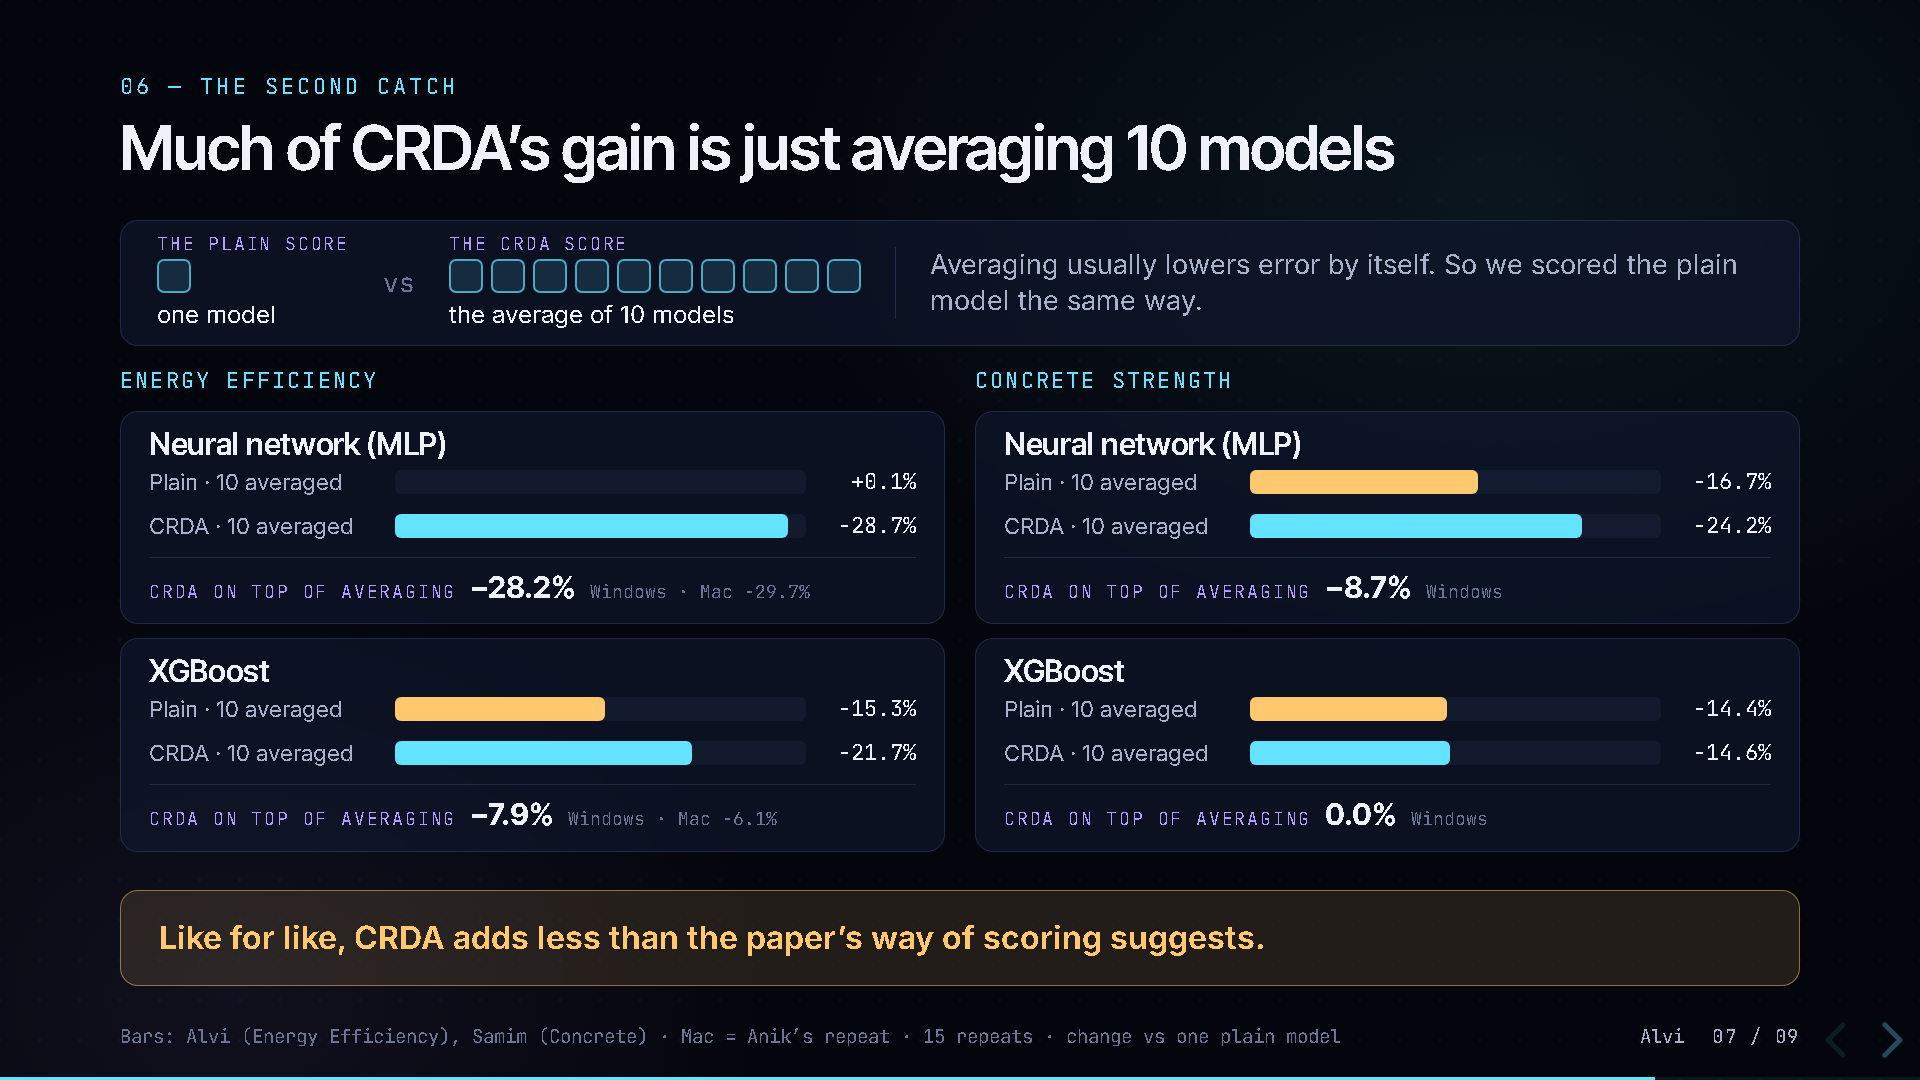 06 — THE SECOND CATCH
Much of CRDA’s gain is just averaging 10 models
THE PLAIN SCORE
one model
vs
THE CRDA SCORE
the average of 10 models
Averaging usually lowers error by itself. So we scored the plain
model the same way.
ENERGY EFFICIENCY
Neural network (MLP)
Plain · 10 averaged +0.1%
CRDA · 10 averaged -28.7%
CRDA ON TOP OF AVERAGING −28.2% Windows · Mac -29.7%
XGBoost
Plain · 10 averaged -15.3%
CRDA · 10 averaged -21.7%
CRDA ON TOP OF AVERAGING −7.9% Windows · Mac -6.1%
CONCRETE STRENGTH
Neural network (MLP)
Plain · 10 averaged -16.7%
CRDA · 10 averaged -24.2%
CRDA ON TOP OF AVERAGING −8.7% Windows
XGBoost
Plain · 10 averaged -14.4%
CRDA · 10 averaged -14.6%
CRDA ON TOP OF AVERAGING 0.0% Windows
Like for like, CRDA adds less than the paper’s way of scoring suggests.
Bars: Alvi (Energy Efficiency), Samim (Concrete) · Mac = Anik’s repeat · 15 repeats · change vs one plain model
Alvi 07 / 09